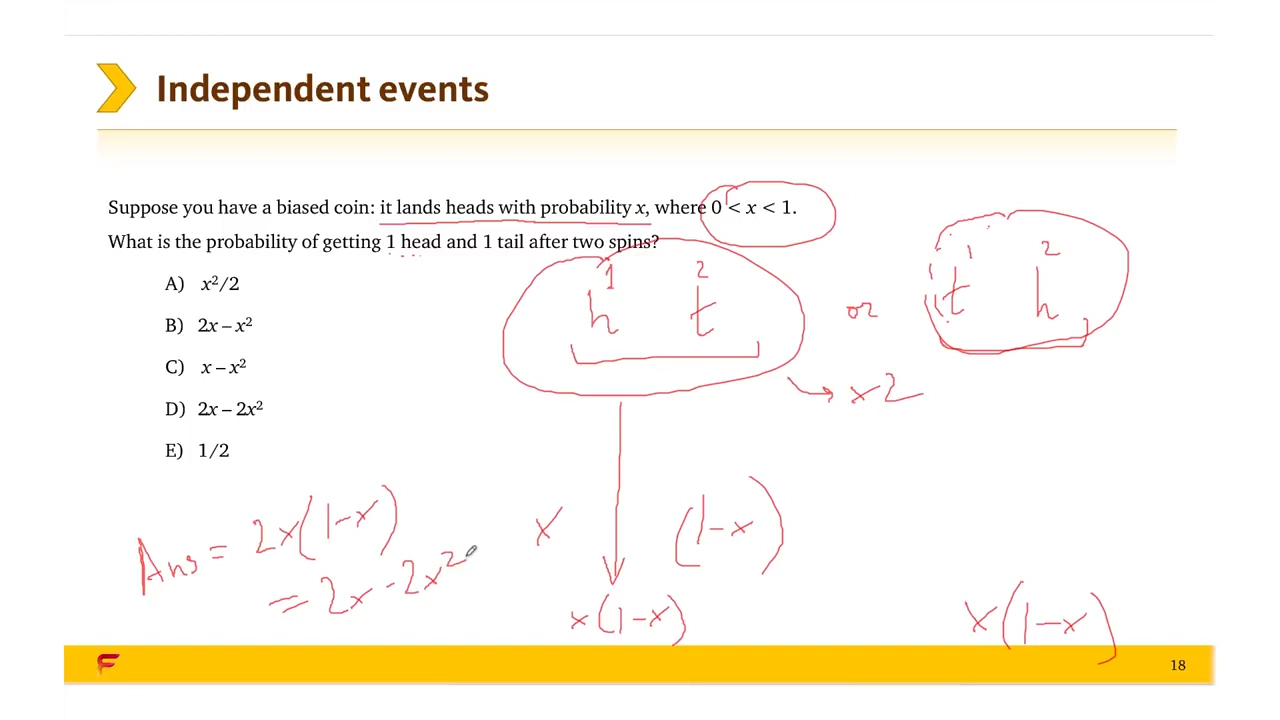 Independent events
Suppose you have a biased coin: it lands heads with probability x, where 0 < x < 1.
What is the probability of getting 1 head and 1 tail after two spins?
A) x²/2
B) 2x – x²
C) x – x²
D) 2x – 2x²
E) 1/2
1 2
h t
or
1 2
t h
→ x2
x (1-x)
x(1-x)
x(1-x)
Ans = 2x(1-x)
= 2x - 2x²
F
18